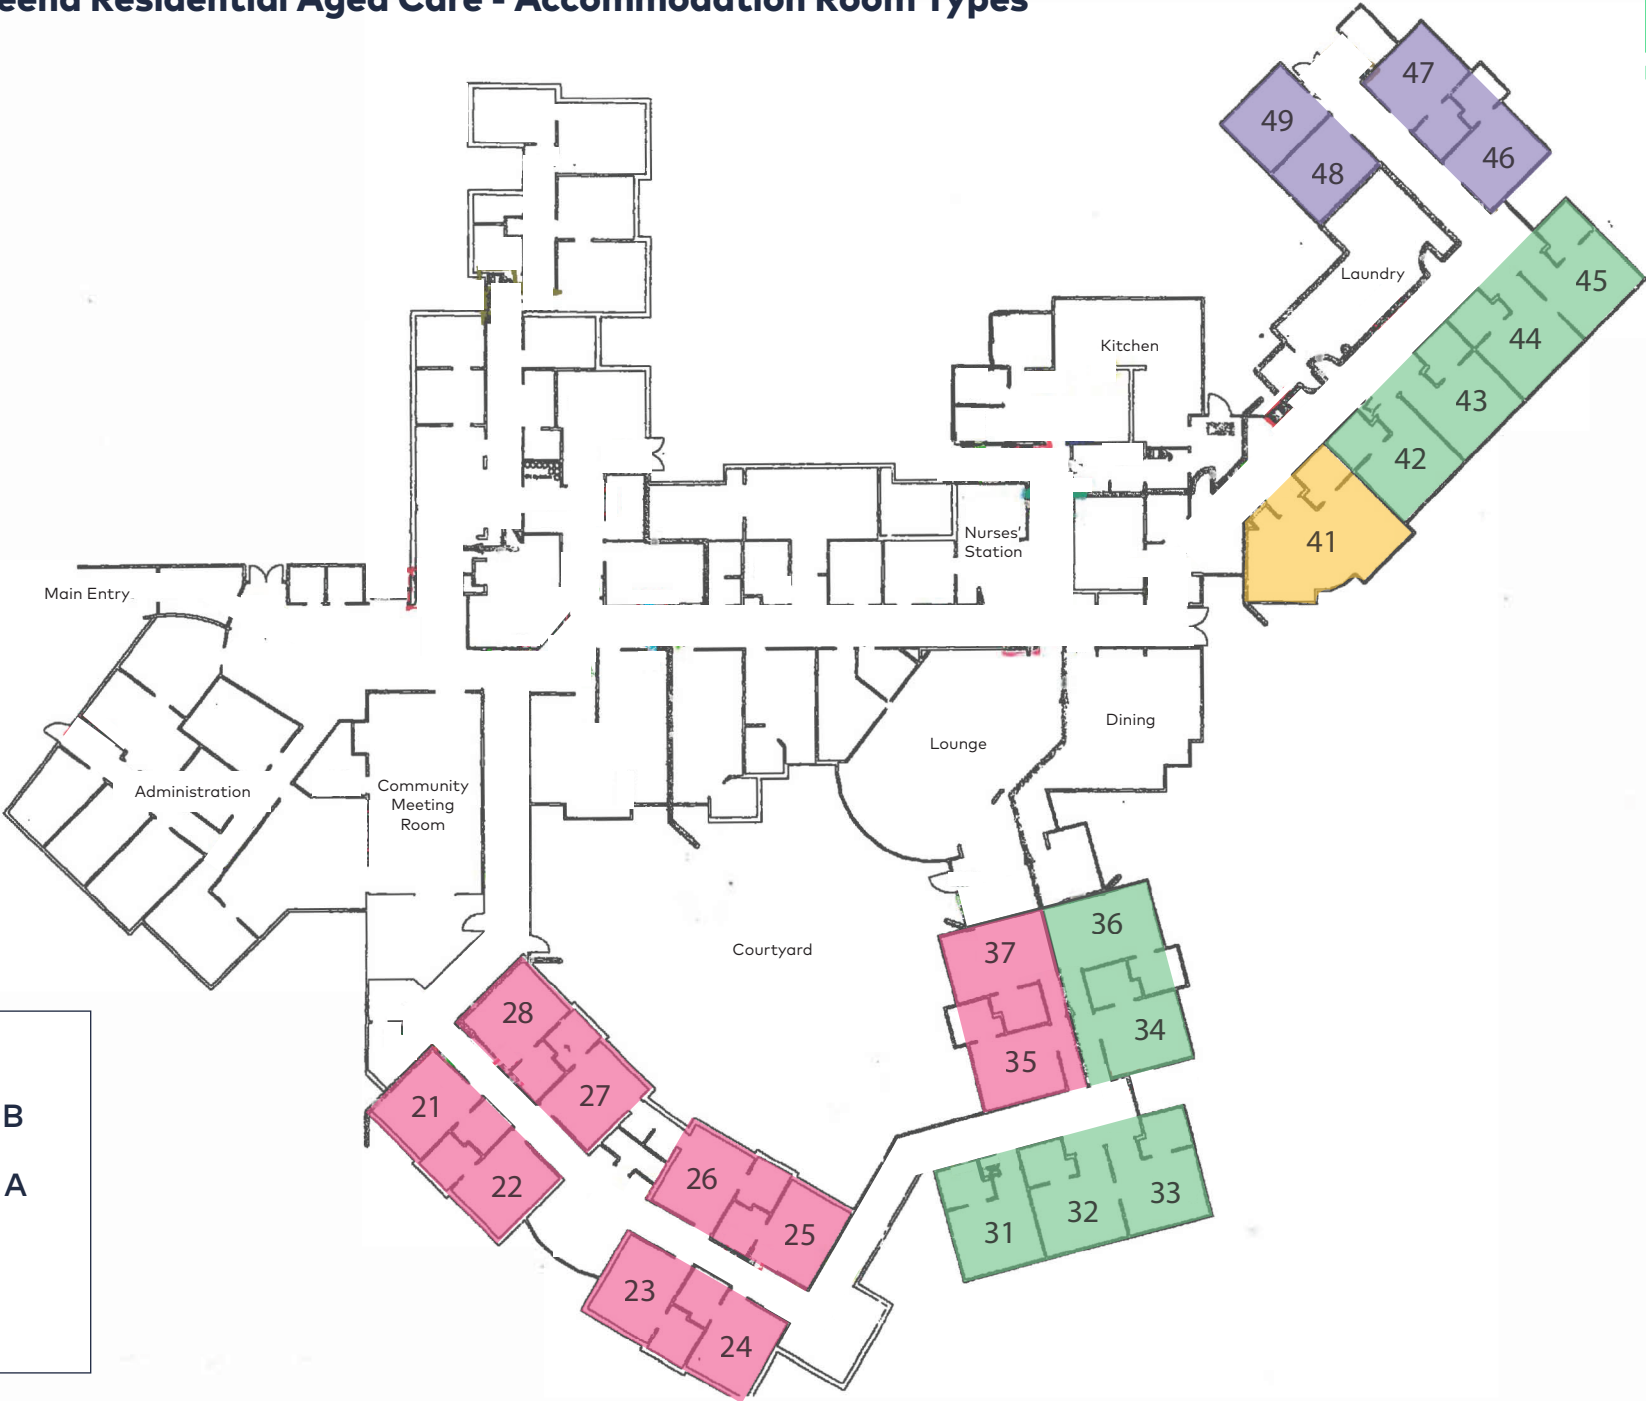 Residential Aged Care - Accommodation Room Types
47
49
46
48
Laundry
45
Kitchen
44
43
42
Nurses'
Station
41
Main Entry
Dining
Lounge
Administration
Community
Meeting
Room
36
Courtyard
37
28
34
35
27
21
B
26
22
A
33
32
31
25
23
24